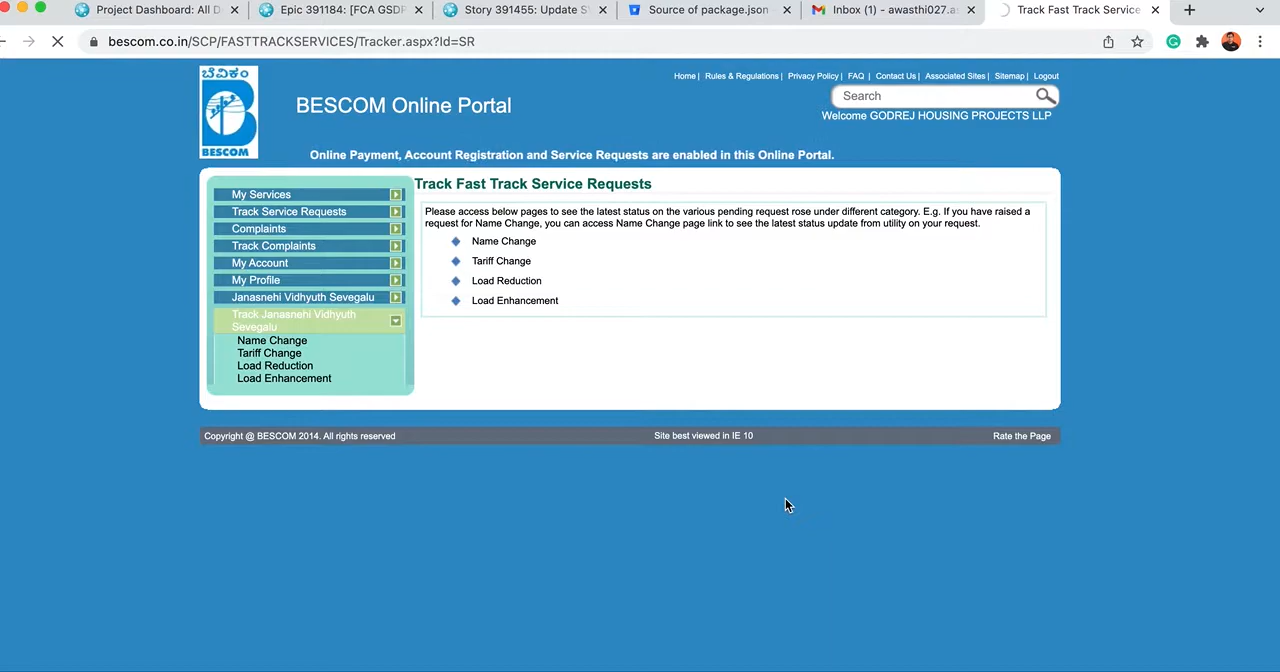 Project Dashboard: All D
Epic 391184: [FCA GSDP
Story 391455: Update S
Source of package.json
Inbox (1) - awasthi027.as
Track Fast Track Service
bescom.co.in/SCP/FASTTRACKSERVICES/Tracker.aspx?Id=SR
ಬೆವಿಕಂ
BESCOM
BESCOM Online Portal
Home | Rules & Regulations | Privacy Policy | FAQ | Contact Us | Associated Sites | Sitemap | Logout
Search
Welcome GODREJ HOUSING PROJECTS LLP
Online Payment, Account Registration and Service Requests are enabled in this Online Portal.
My Services
Track Service Requests
Complaints
Track Complaints
My Account
My Profile
Janasnehi Vidhyuth Sevegalu
Track Janasnehi Vidhyuth
Sevegalu
Name Change
Tariff Change
Load Reduction
Load Enhancement
Track Fast Track Service Requests
Please access below pages to see the latest status on the various pending request rose under different category. E.g. If you have raised a
request for Name Change, you can access Name Change page link to see the latest status update from utility on your request.
Name Change
Tariff Change
Load Reduction
Load Enhancement
Copyright @ BESCOM 2014. All rights reserved
Site best viewed in IE 10
Rate the Page